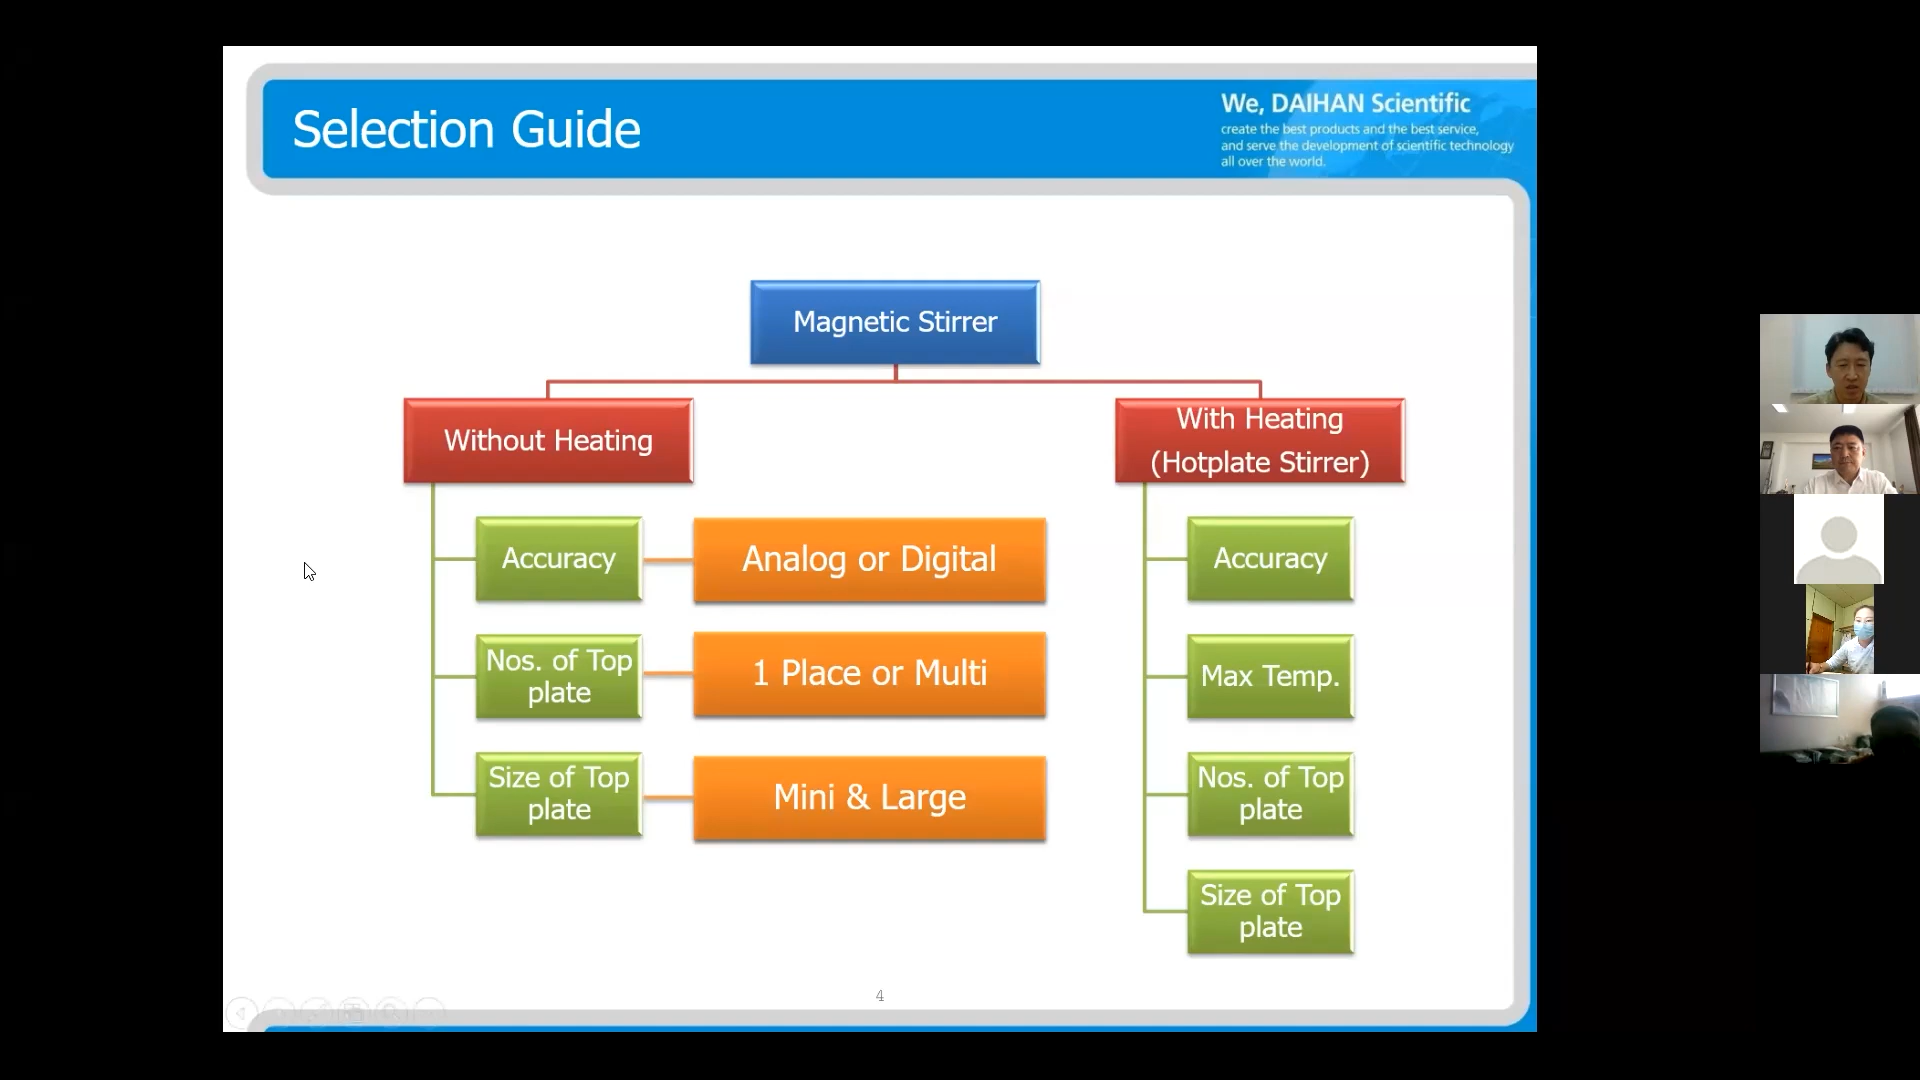 Selection Guide
We, DAIHAN Scientific
create the best products and the best service,
and serve the development of scientific technology
all over the world.
Magnetic Stirrer
Without Heating
With Heating
(Hotplate Stirrer)
Accuracy
Analog or Digital
Nos. of Top
plate
1 Place or Multi
Size of Top
plate
Mini & Large
Accuracy
Max Temp.
Nos. of Top
plate
Size of Top
plate
4